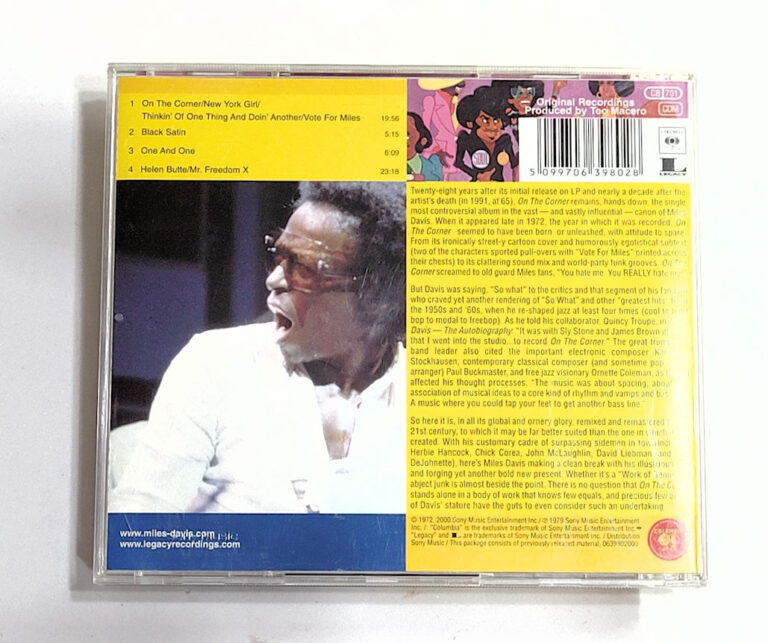 1 On The Corner/New York Girl/
Thinkin' Of One Thing And Doin' Another/Vote For Miles 19:56
2 Black Satin 5:15
3 One And One 6:09
4 Helen Butte/Mr. Freedom X 23:18
Original Recordings
Produced by Teo Macero
CB 761
CDM
SOUL
5 099706 398028
COLUMBIA
L
LEGACY
Twenty-eight years after its initial release on LP and nearly a decade after the
artist's death (in 1991, at 65), On The Corner remains, hands down, the single
most controversial album in the vast — and vastly influential — canon of Miles
Davis. When it appeared late in 1972, the year in which it was recorded, On
The Corner seemed to have been born or unleashed, with attitude to spare.
From its ironically street-y cartoon cover and humorously egotistical subtext
(two of the characters sported pull-overs with "Vote For Miles" printed across
their chests) to its clattering sound mix and world-party funk grooves, On The
Corner screamed to old guard Miles fans, "You hate me. You REALLY hate me!"
But Davis was saying, "So what" to the critics and that segment of his fan
who craved yet another rendering of "So What" and other "greatest hits"
the 1950s and '60s, when he re-shaped jazz at least four times (cool to
bop to modal to freebop). As he told his collaborator, Quincy Troupe, in
Davis — The Autobiography: "It was with Sly Stone and James Brown in
that I went into the studio... to record On The Corner." The great
band leader also cited the important electronic composer
Stockhausen, contemporary classical composer (and sometime pop
arranger) Paul Buckmaster, and free jazz visionary Ornette Coleman, as
affected his thought processes. "The music was about spacing, about
association of musical ideas to a core kind of rhythm and vamps and
A music where you could tap your feet to get another bass line."
So here it is, in all its global and ornery glory, remixed and remastered
21st century, to which it may be far better suited than the one in which
created. With his customary cadre of surpassing sidemen in tow
Herbie Hancock, Chick Corea, John McLaughlin, David Liebman and
DeJohnette), here's Miles Davis making a clean break with his illustrious
and forging yet another bold new present. Whether it's a "Work of
abject junk is almost beside the point. There is no question that On The
stands alone in a body of work that knows few equals, and precious few
of Davis' stature have the guts to even consider such an undertaking.
www.miles-davis.com
www.legacyrecordings.com
© 1972, 2000 Sony Music Entertainment Inc./ ℗ 1979 Sony Music Entertainment
Inc. / "Columbia" is the exclusive trademark of Sony Music Entertainment Inc.
"Legacy" and L are trademarks of Sony Music Entertainment Inc. / Distribution
Sony Music / This package consists of previously released material. 0639802000
COLUMBIA